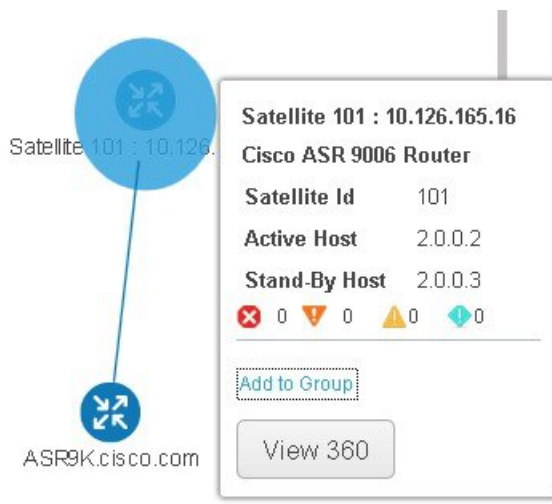 Satellite 101 : 10.126.
Satellite 101 : 10.126.165.16
Cisco ASR 9006 Router
Satellite Id 101
Active Host 2.0.0.2
Stand-By Host 2.0.0.3
0 0 0 0
Add to Group
View 360
ASR9K.cisco.com